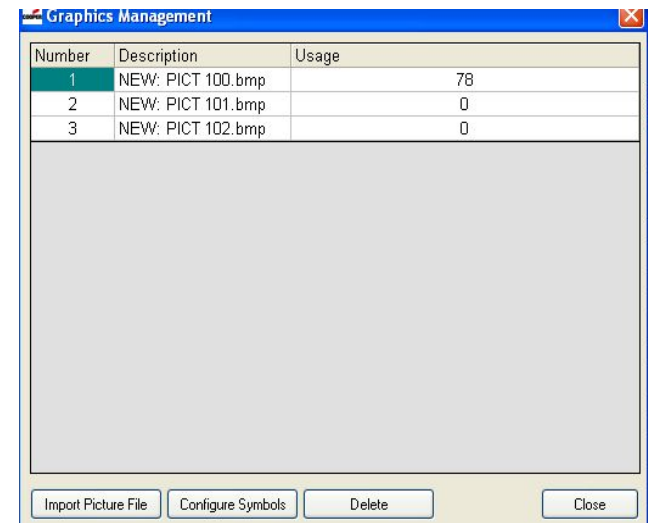 COOPER Graphics Management
Number Description Usage
1 NEW: PICT 100.bmp 78
2 NEW: PICT 101.bmp 0
3 NEW: PICT 102.bmp 0
Import Picture File Configure Symbols Delete Close